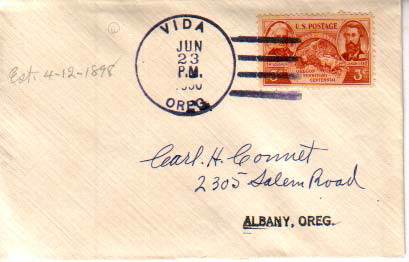 VIDA
JUN
23
P.M.
1950
OREG.
U.S. POSTAGE
OREGON
TERRITORY
CENTENNIAL
3¢
Est. 4-12-1898
Carl. H. Connet
2305 Salem Road
ALBANY, OREG.